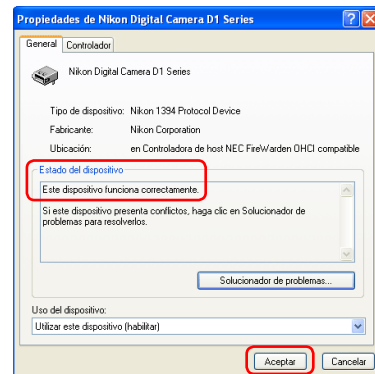 Propiedades de Nikon Digital Camera D1 Series
General Controlador
Nikon Digital Camera D1 Series
Tipo de dispositivo: Nikon 1394 Protocol Device
Fabricante: Nikon Corporation
Ubicación: en Controladora de host NEC FireWarden OHCI compatible
Estado del dispositivo
Este dispositivo funciona correctamente.
Si este dispositivo presenta conflictos, haga clic en Solucionador de
problemas para resolverlos.
Solucionador de problemas...
Uso del dispositivo:
Utilizar este dispositivo (habilitar)
Aceptar Cancelar